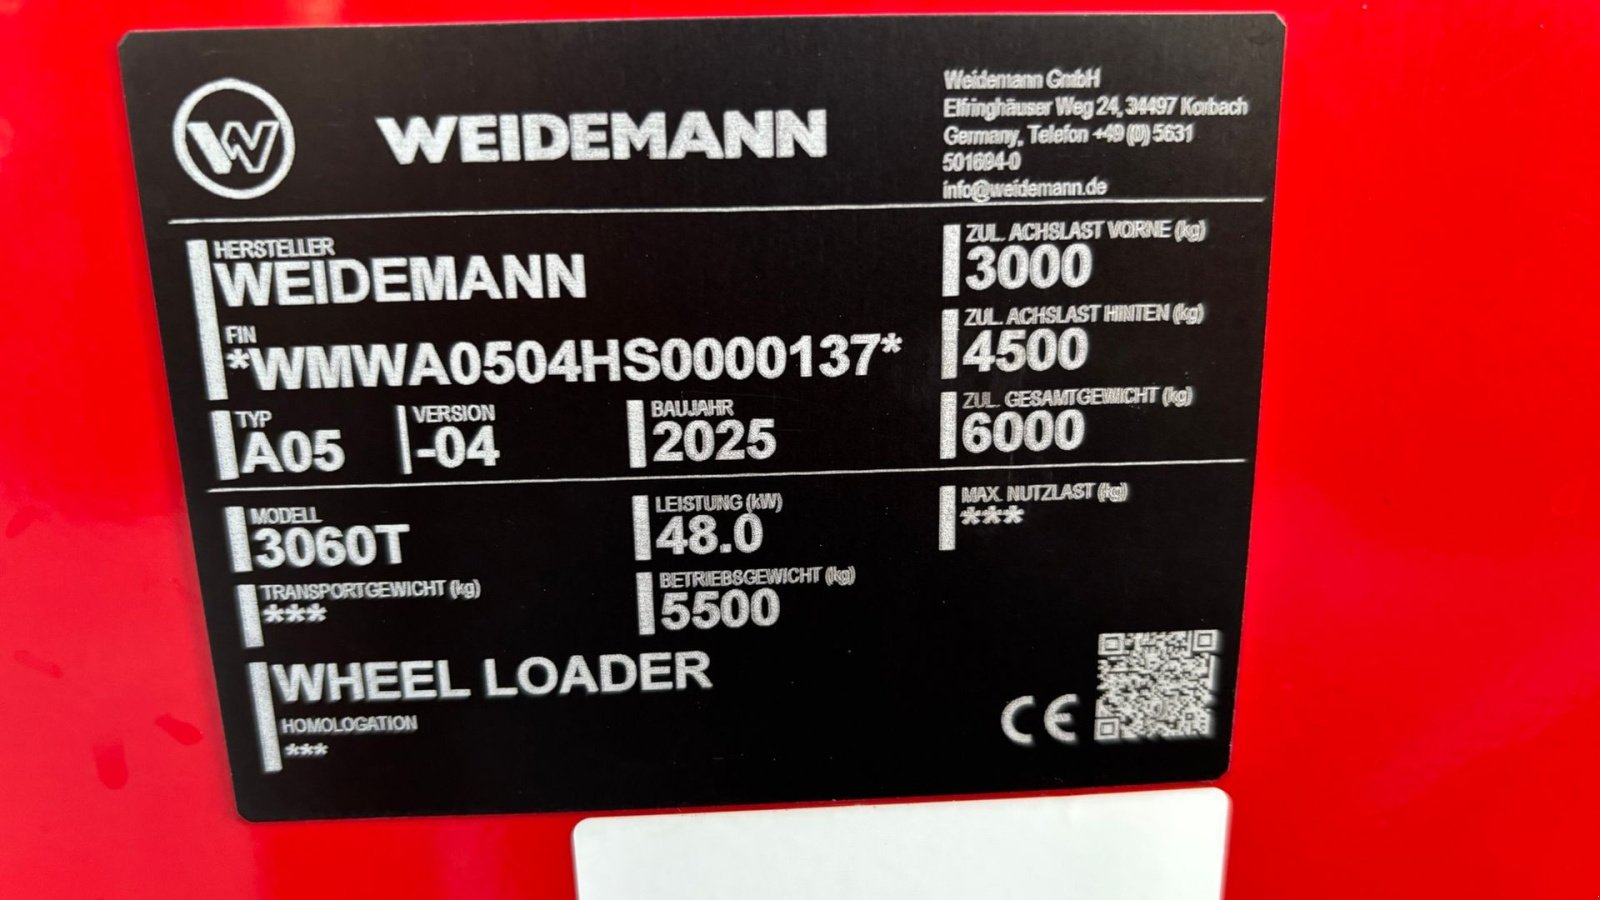 W WEIDEMANN
Weidemann GmbH
Elfringhäuser Weg 24, 34497 Korbach
Germany, Telefon +49 (0) 5631
501694-0
info@weidemann.de
HERSTELLER
WEIDEMANN
FIN
*WMWA0504HS0000137*
TYP
A05
VERSION
-04
BAUJAHR
2025
ZUL. ACHSLAST VORNE (kg)
3000
ZUL. ACHSLAST HINTEN (kg)
4500
ZUL. GESAMTGEWICHT (kg)
6000
MODELL
3060T
LEISTUNG (kW)
48.0
MAX. NUTZLAST (kg)
***
TRANSPORTGEWICHT (kg)
***
BETRIEBSGEWICHT (kg)
5500
WHEEL LOADER
HOMOLOGATION
***
CE